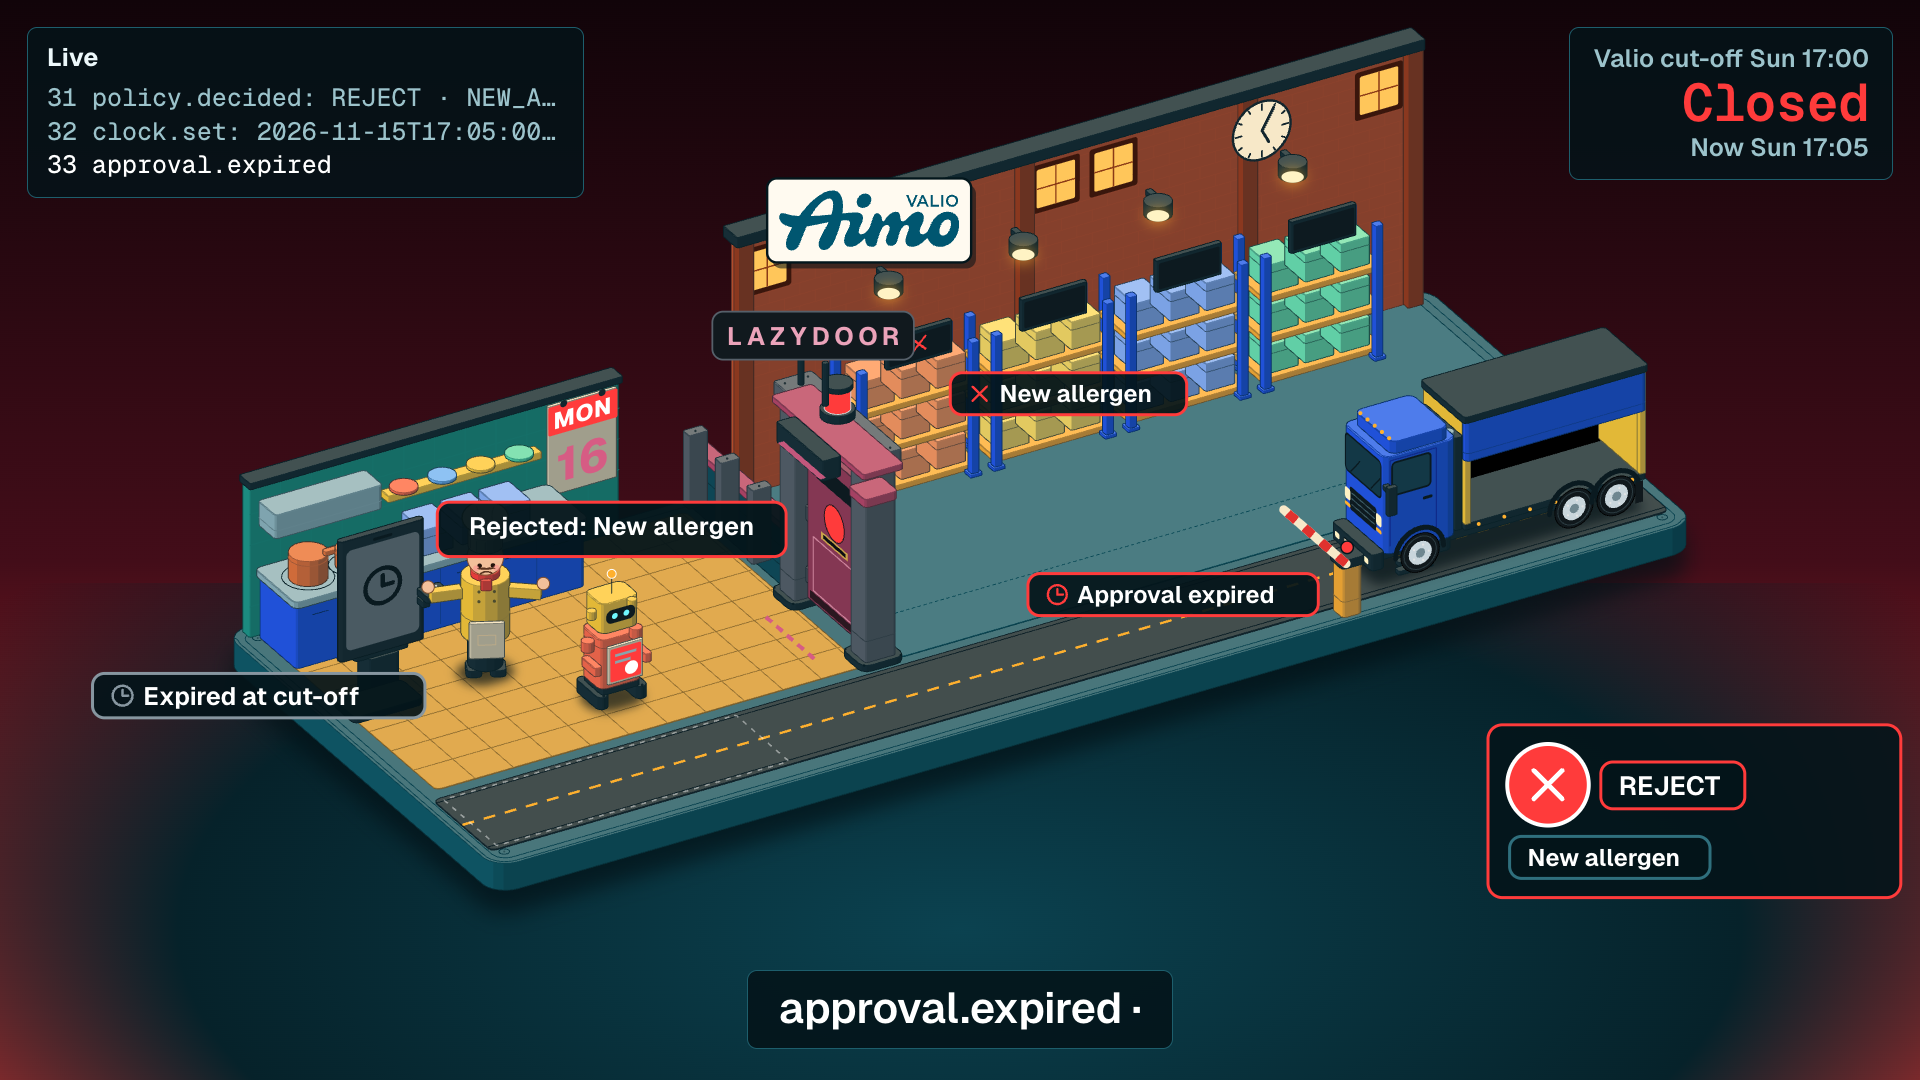 Live
31 policy.decided: REJECT · NEW_A…
32 clock.set: 2026-11-15T17:05:00…
33 approval.expired
Valio cut-off Sun 17:00
Closed
Now Sun 17:05
VALIO
Aimo
LAZYDOOR
New allergen
MON
16
Rejected: New allergen
Approval expired
Expired at cut-off
REJECT
New allergen
approval.expired ·